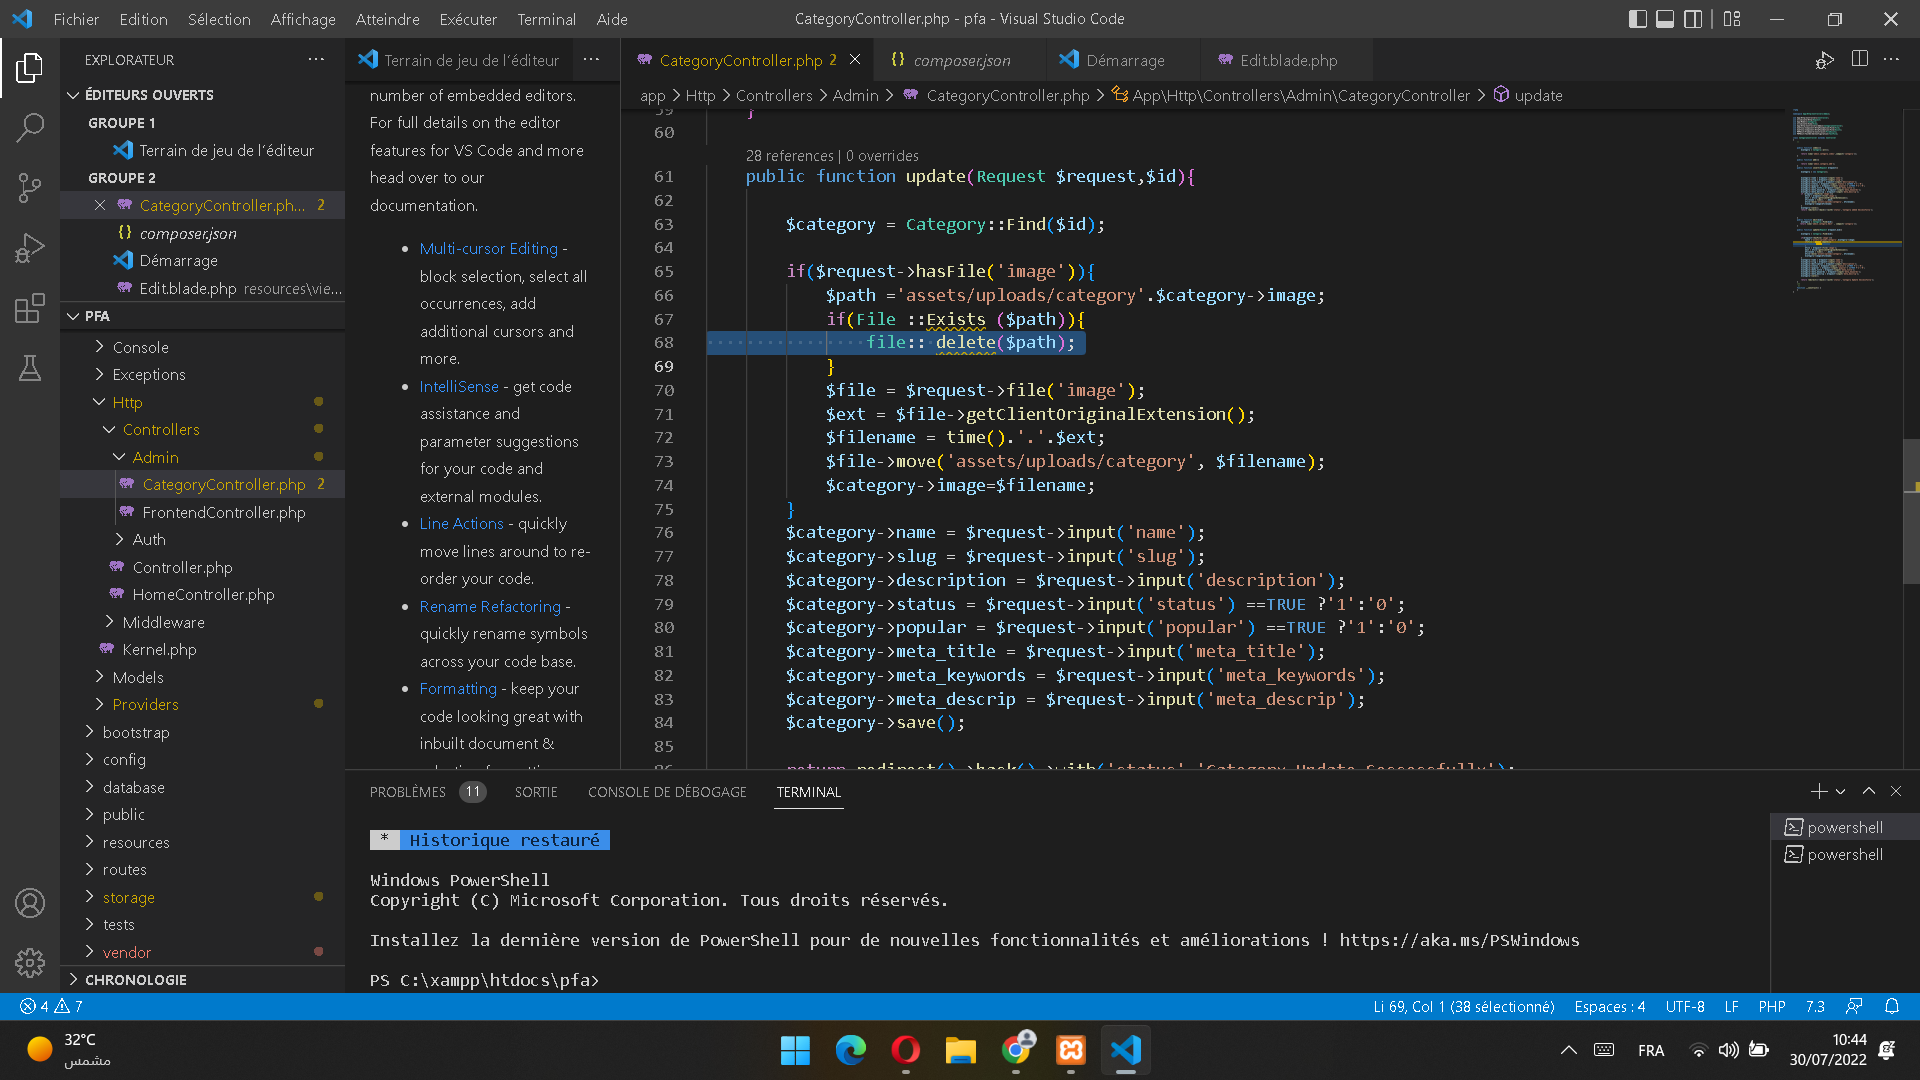 Fichier Edition Sélection Affichage Atteindre Exécuter Terminal Aide
CategoryController.php - pfa - Visual Studio Code
EXPLORATEUR
ÉDITEURS OUVERTS
GROUPE 1
Terrain de jeu de l'éditeur
GROUPE 2
CategoryController.ph... 2
composer.json
Démarrage
Edit.blade.php resources\vie...
PFA
Console
Exceptions
Http
Controllers
Admin
CategoryController.php 2
FrontendController.php
Auth
Controller.php
HomeController.php
Middleware
Kernel.php
Models
Providers
bootstrap
config
database
public
resources
routes
storage
tests
vendor
CHRONOLOGIE
Terrain de jeu de l'éditeur
number of embedded editors.
For full details on the editor
features for VS Code and more
head over to our
documentation.
• Multi-cursor Editing -
block selection, select all
occurrences, add
additional cursors and
more.
• IntelliSense - get code
assistance and
parameter suggestions
for your code and
external modules.
• Line Actions - quickly
move lines around to re-
order your code.
• Rename Refactoring -
quickly rename symbols
across your code base.
• Formatting - keep your
code looking great with
inbuilt document &
CategoryController.php 2
composer.json
Démarrage
Edit.blade.php
app > Http > Controllers > Admin > CategoryController.php > App\Http\Controllers\Admin\CategoryController > update
59 }
60
28 references | 0 overrides
61 public function update(Request $request,$id){
62
63 $category = Category::Find($id);
64
65 if($request->hasFile('image')){
66 $path ='assets/uploads/category'.$category->image;
67 if(File ::Exists ($path)){
68 file:: delete($path);
69 }
70 $file = $request->file('image');
71 $ext = $file->getClientOriginalExtension();
72 $filename = time().'.'.$ext;
73 $file->move('assets/uploads/category', $filename);
74 $category->image=$filename;
75 }
76 $category->name = $request->input('name');
77 $category->slug = $request->input('slug');
78 $category->description = $request->input('description');
79 $category->status = $request->input('status') ==TRUE ?'1':'0';
80 $category->popular = $request->input('popular') ==TRUE ?'1':'0';
81 $category->meta_title = $request->input('meta_title');
82 $category->meta_keywords = $request->input('meta_keywords');
83 $category->meta_descrip = $request->input('meta_descrip');
84 $category->save();
85
PROBLÈMES 11 SORTIE CONSOLE DE DÉBOGAGE TERMINAL
* Historique restauré
Windows PowerShell
Copyright (C) Microsoft Corporation. Tous droits réservés.
Installez la dernière version de PowerShell pour de nouvelles fonctionnalités et améliorations ! https://aka.ms/PSWindows
PS C:\xampp\htdocs\pfa>
powershell
powershell
4 7
Li 69, Col 1 (38 sélectionné) Espaces : 4 UTF-8 LF PHP 7.3
32°C
مشمس
FRA
10:44
30/07/2022